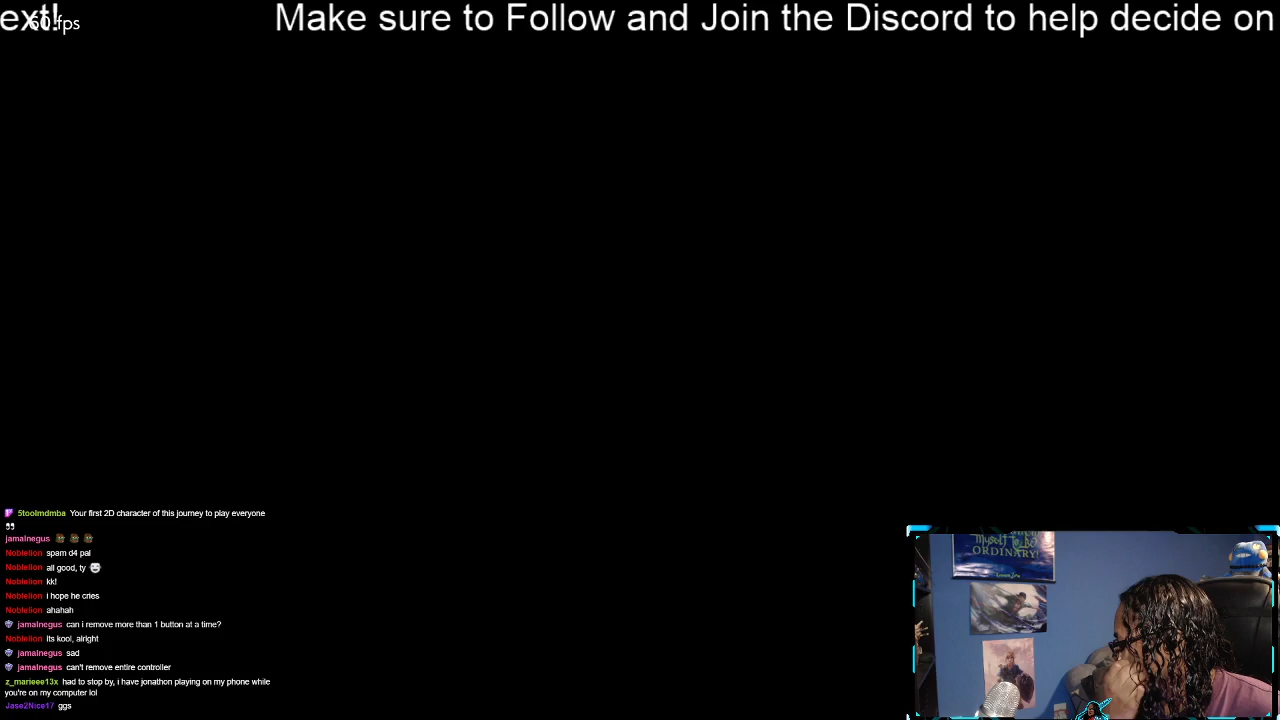 ext! Make sure to Follow and Join the Discord to help decide on
60 fps
5toolmdmba Your first 2D character of this journey to play everyone
jamalnegus
Noblelion spam d4 pal
Noblelion all good, ty
Noblelion kk!
Noblelion i hope he cries
Noblelion ahahah
jamalnegus can i remove more than 1 button at a time?
Noblelion Its kool, alright
jamalnegus sad
jamalnegus can't remove entire controller
z_marieee13x had to stop by, i have jonathon playing on my phone while
you're on my computer lol
Jase2Nice17 ggs
Myself to Be
ORDINARY!